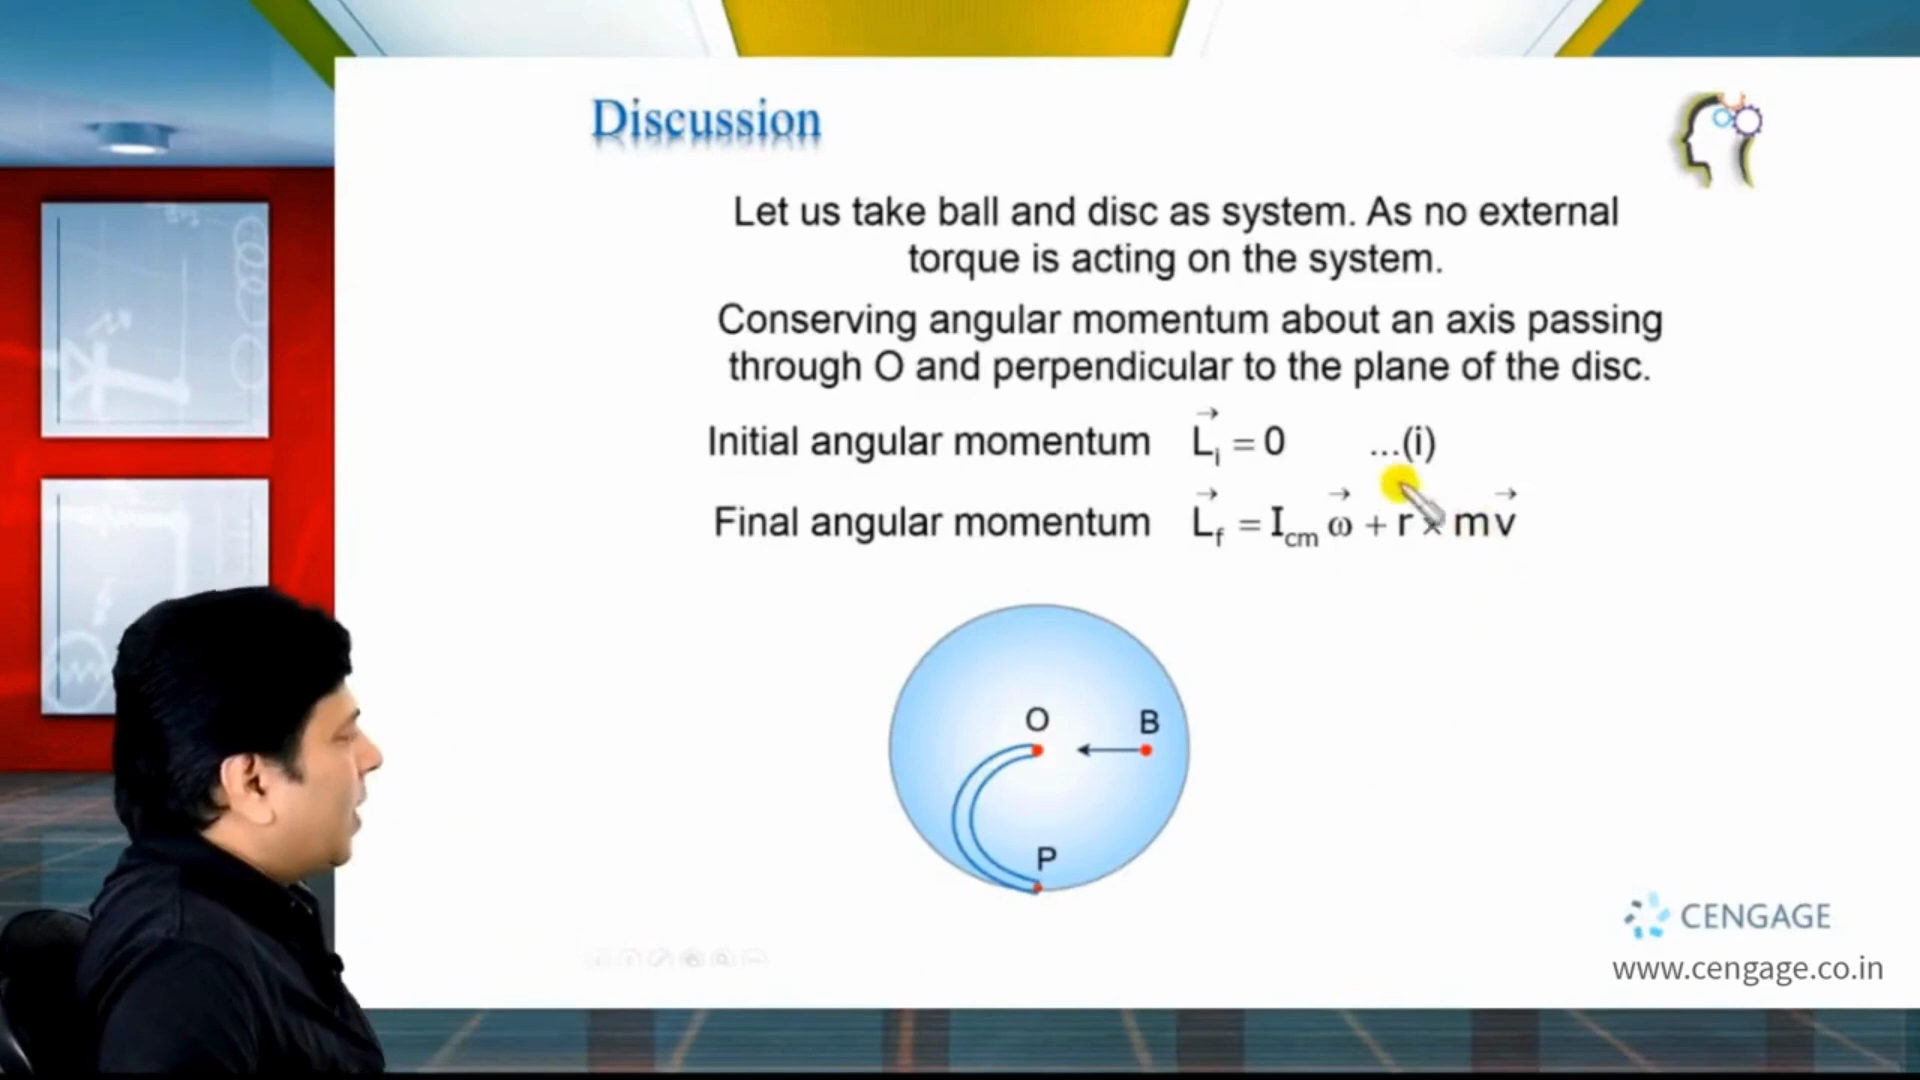 Discussion
Let us take ball and disc as system. As no external
torque is acting on the system.
Conserving angular momentum about an axis passing
through O and perpendicular to the plane of the disc.
Initial angular momentum L⃗ᵢ = 0 ...(i)
Final angular momentum L⃗_f = I_cm ω⃗ + r × mv⃗
O B
P
CENGAGE
www.cengage.co.in